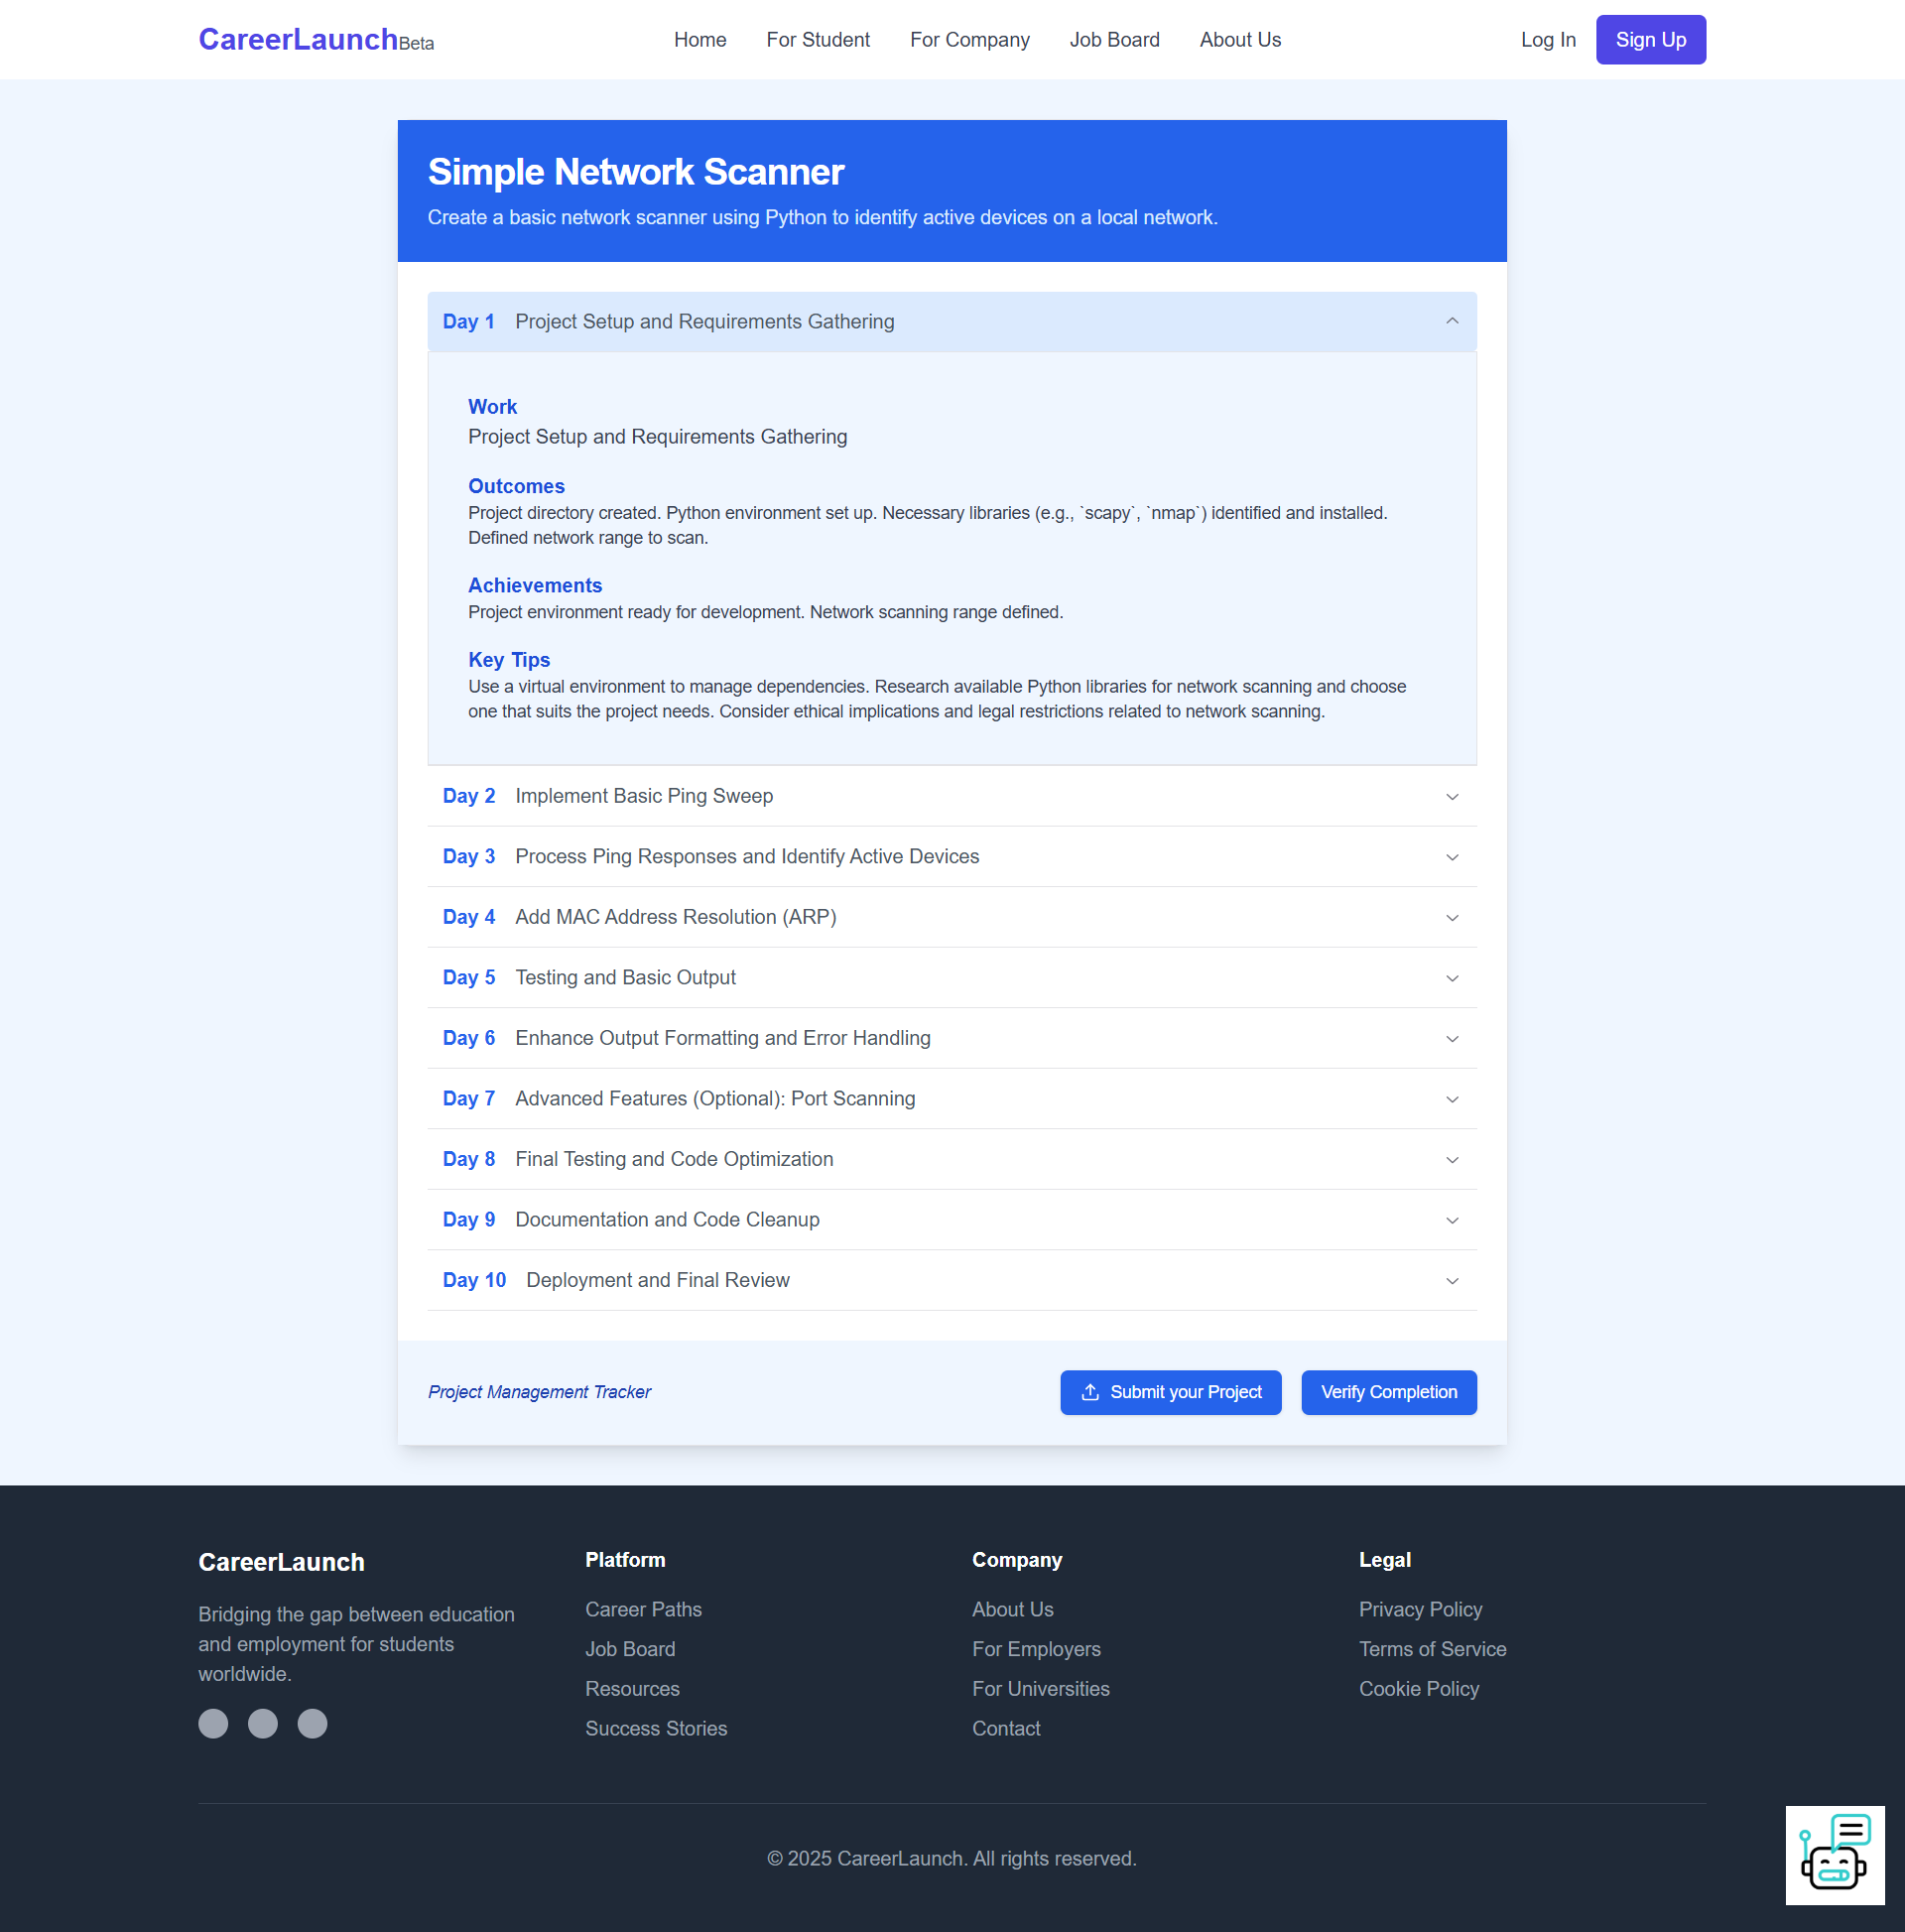 CareerLaunchBeta
Home For Student For Company Job Board About Us
Log In Sign Up
Simple Network Scanner
Create a basic network scanner using Python to identify active devices on a local network.
Day 1 Project Setup and Requirements Gathering
Work
Project Setup and Requirements Gathering
Outcomes
Project directory created. Python environment set up. Necessary libraries (e.g., `scapy`, `nmap`) identified and installed.
Defined network range to scan.
Achievements
Project environment ready for development. Network scanning range defined.
Key Tips
Use a virtual environment to manage dependencies. Research available Python libraries for network scanning and choose
one that suits the project needs. Consider ethical implications and legal restrictions related to network scanning.
Day 2 Implement Basic Ping Sweep
Day 3 Process Ping Responses and Identify Active Devices
Day 4 Add MAC Address Resolution (ARP)
Day 5 Testing and Basic Output
Day 6 Enhance Output Formatting and Error Handling
Day 7 Advanced Features (Optional): Port Scanning
Day 8 Final Testing and Code Optimization
Day 9 Documentation and Code Cleanup
Day 10 Deployment and Final Review
Project Management Tracker
Submit your Project
Verify Completion
CareerLaunch
Bridging the gap between education
and employment for students
worldwide.
Platform
Career Paths
Job Board
Resources
Success Stories
Company
About Us
For Employers
For Universities
Contact
Legal
Privacy Policy
Terms of Service
Cookie Policy
© 2025 CareerLaunch. All rights reserved.